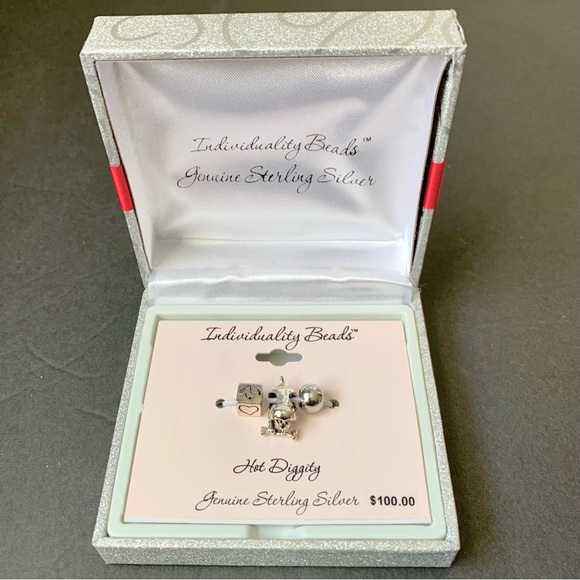 Individuality Beads™
Genuine Sterling Silver
Individuality Beads™
Hot Diggity
Genuine Sterling Silver $100.00